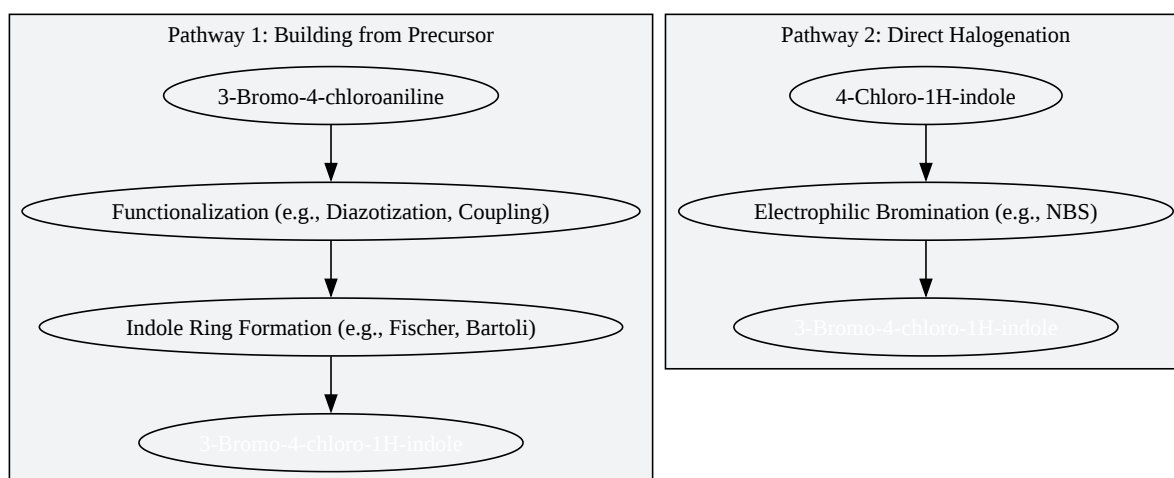 Pathway 1: Building from Precursor
3-Bromo-4-chloroaniline
Functionalization (e.g., Diazotization, Coupling)
Indole Ring Formation (e.g., Fischer, Bartoli)
3-Bromo-4-chloro-1H-indole
Pathway 2: Direct Halogenation
4-Chloro-1H-indole
Electrophilic Bromination (e.g., NBS)
3-Bromo-4-chloro-1H-indole